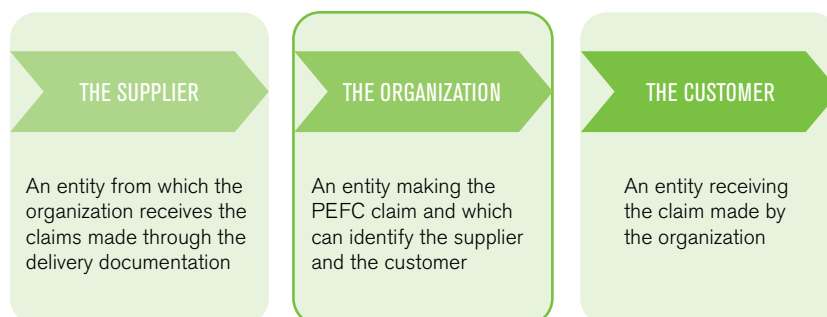 THE SUPPLIER
An entity from which the
organization receives the
claims made through the
delivery documentation
THE ORGANIZATION
An entity making the
PEFC claim and which
can identify the supplier
and the customer
THE CUSTOMER
An entity receiving
the claim made by
the organization